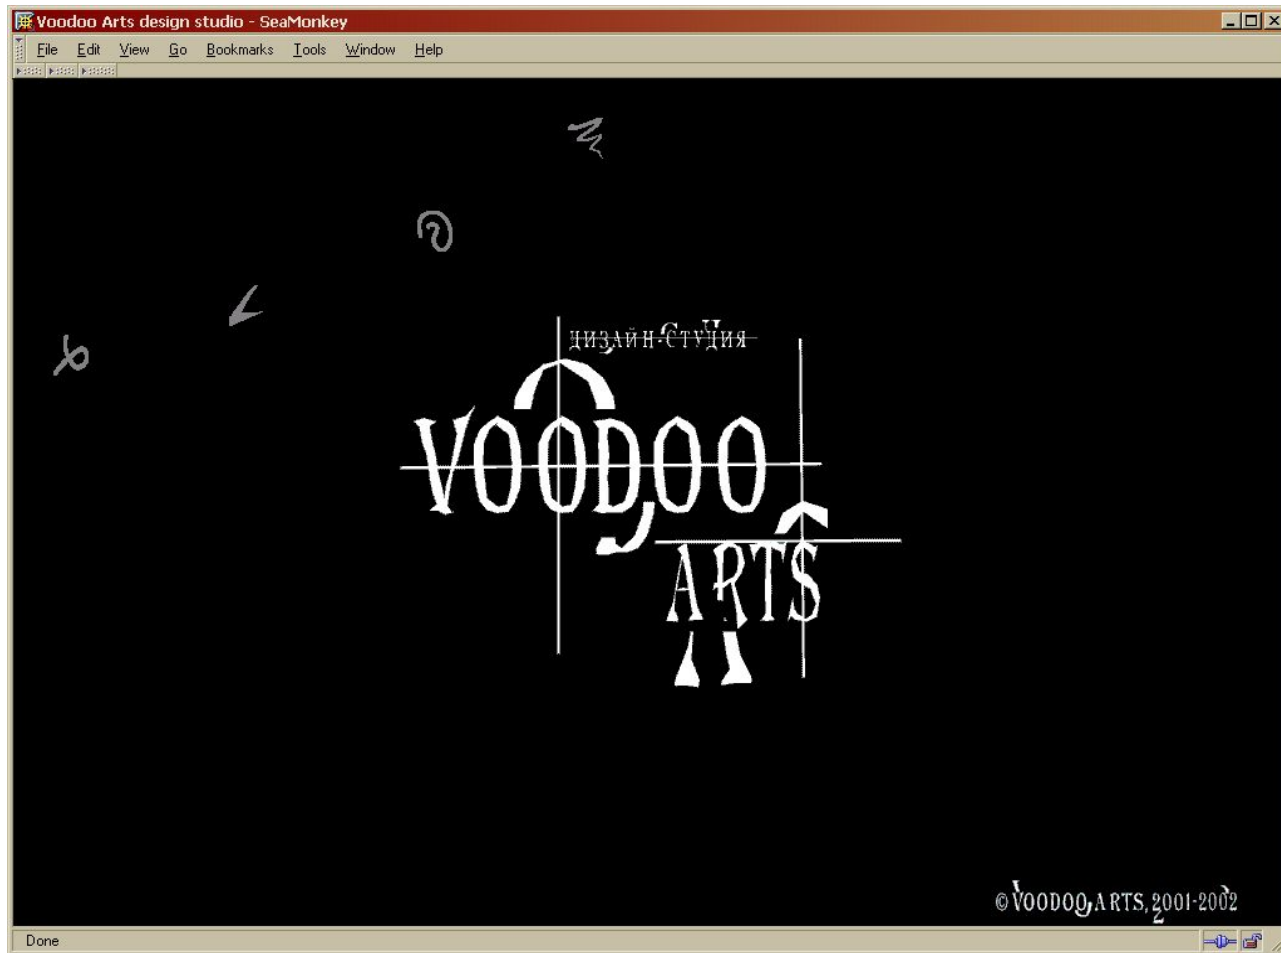 Voodoo Arts design studio - SeaMonkey
File Edit View Go Bookmarks Tools Window Help
ДИЗАЙН-СТУДИЯ
VOODOO
ARTS
© VOODOO ARTS, 2001-2002
Done